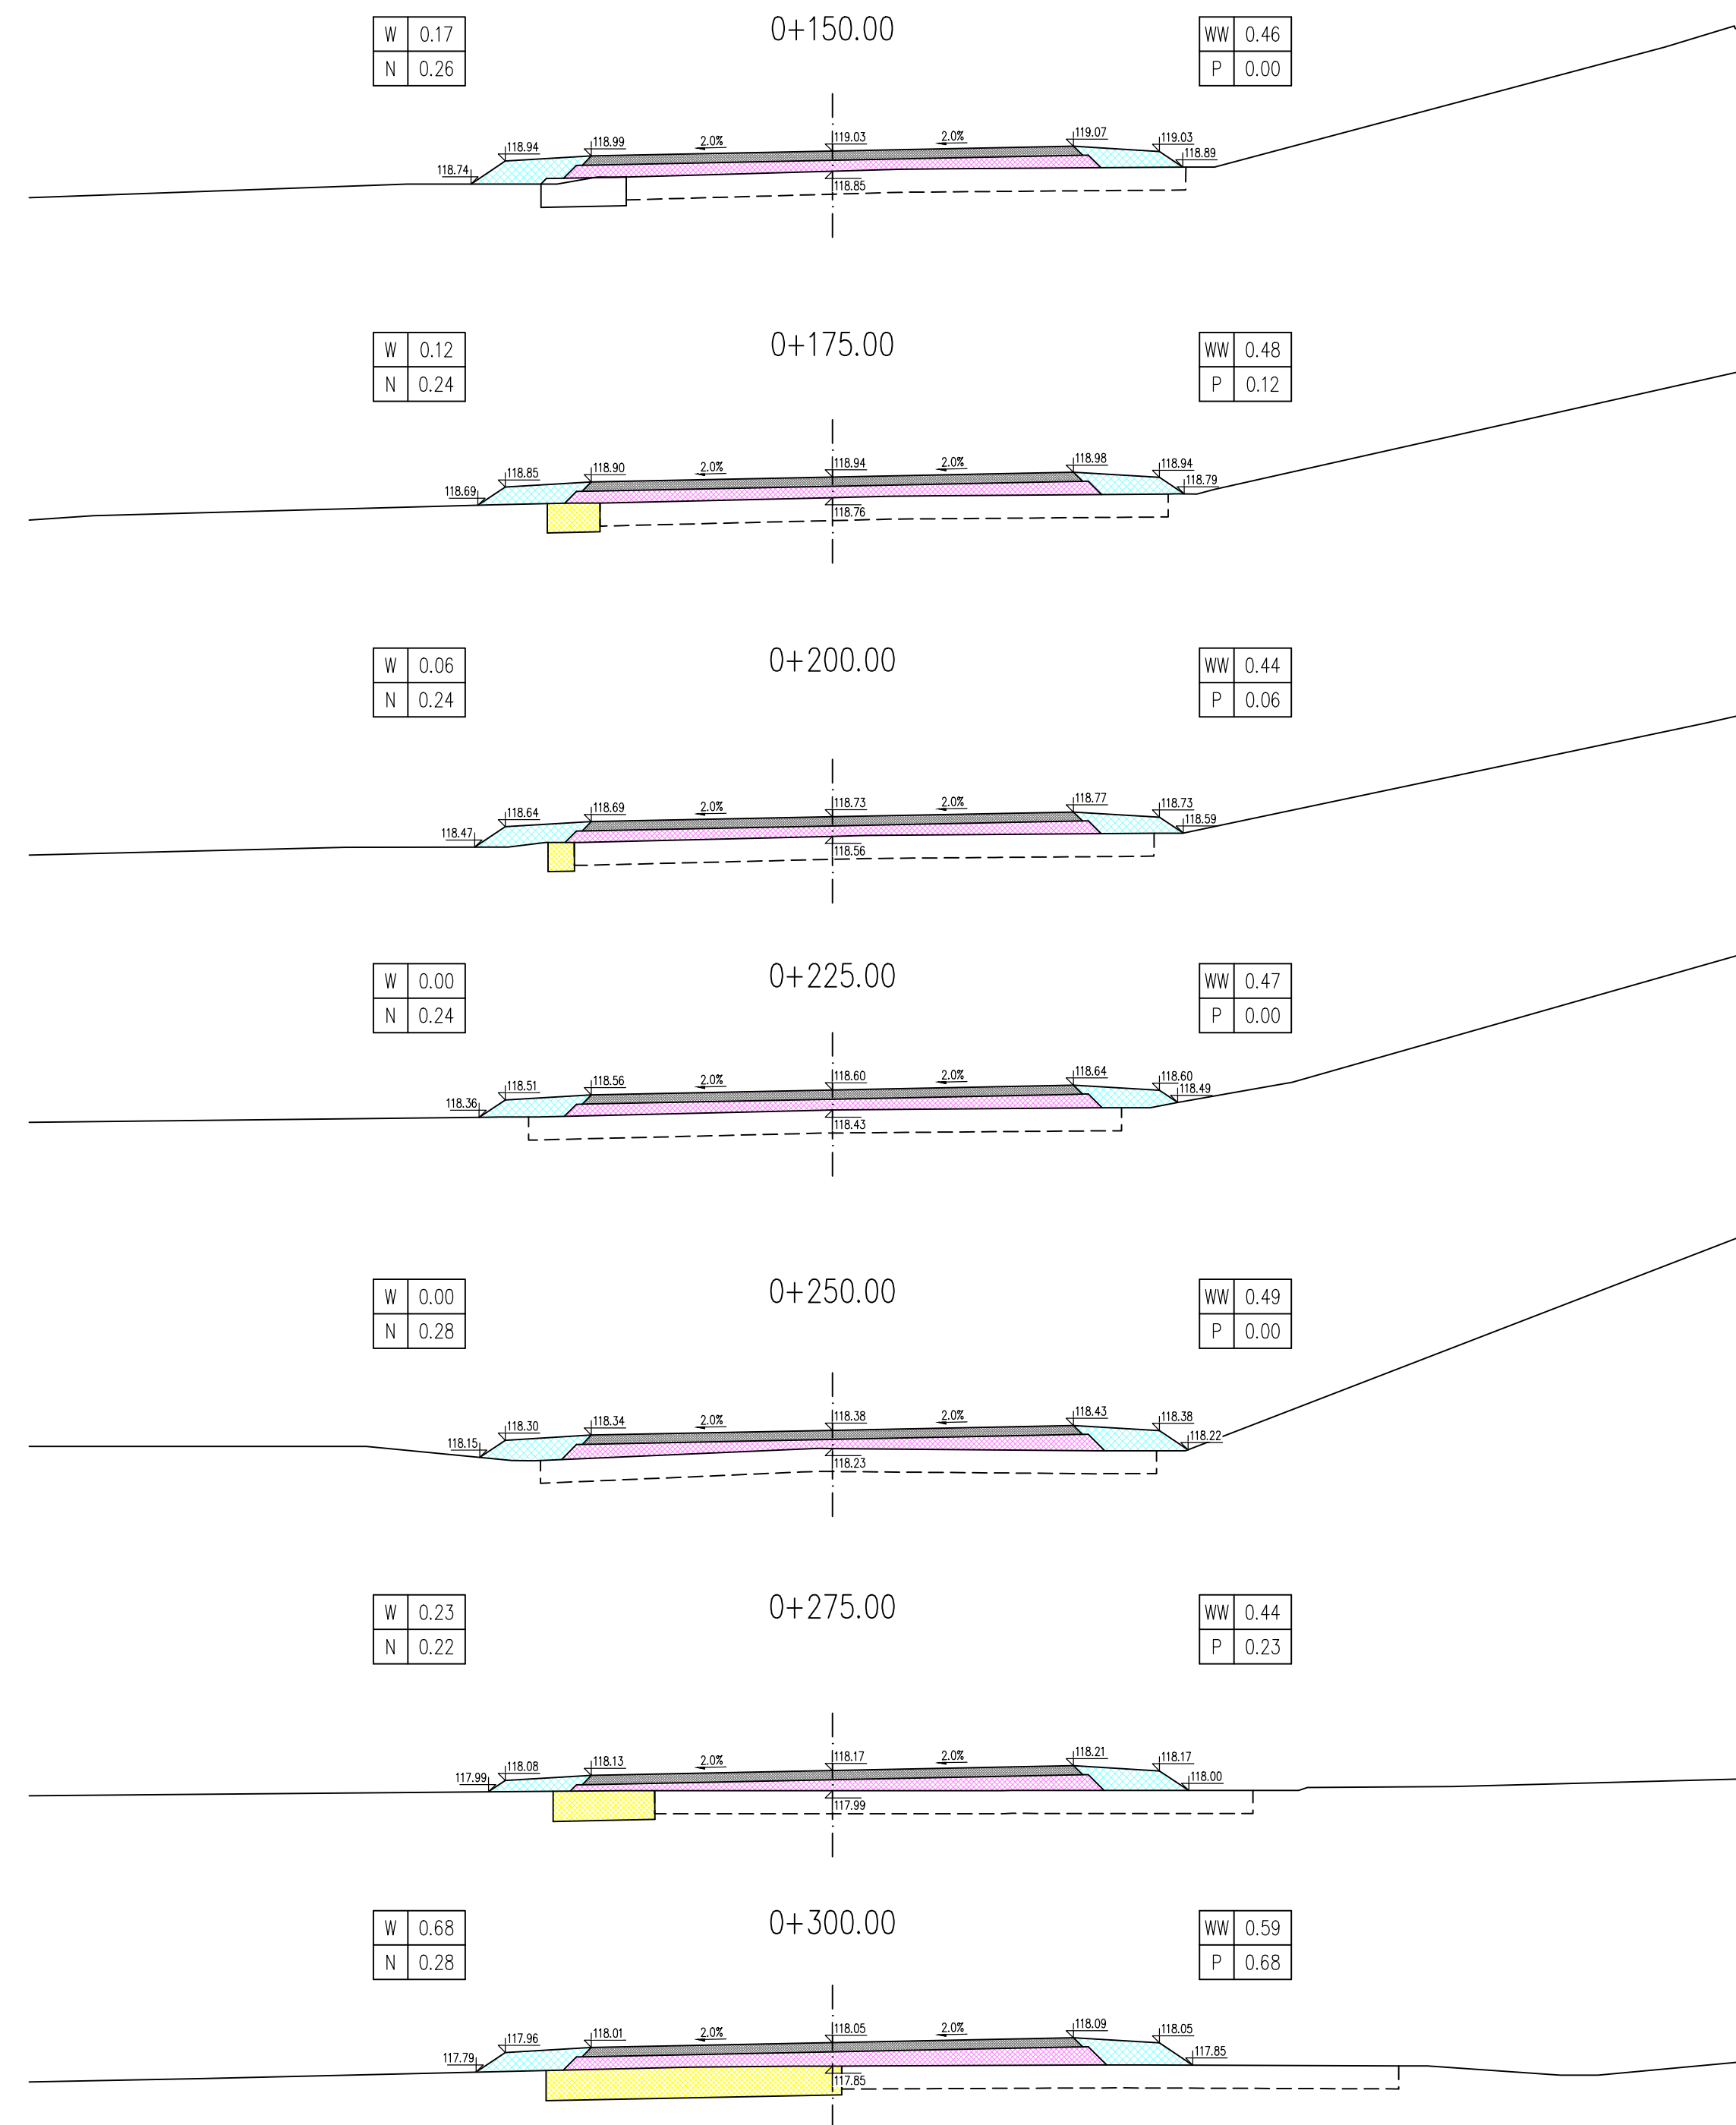 W 0.17 0+150.00 WW 0.46
N 0.26 P 0.00
118.74 118.94 118.99 2.0% 119.03 2.0% 119.07 119.03 118.89
118.85
W 0.12 0+175.00 WW 0.48
N 0.24 P 0.12
118.69 118.85 118.90 2.0% 118.94 2.0% 118.98 118.94 118.79
118.76
W 0.06 0+200.00 WW 0.44
N 0.24 P 0.06
118.47 118.64 118.69 2.0% 118.73 2.0% 118.77 118.73 118.59
118.56
W 0.00 0+225.00 WW 0.47
N 0.24 P 0.00
118.36 118.51 118.56 2.0% 118.60 2.0% 118.64 118.60 118.49
118.43
W 0.00 0+250.00 WW 0.49
N 0.28 P 0.00
118.15 118.30 118.34 2.0% 118.38 2.0% 118.43 118.38 118.22
118.23
W 0.23 0+275.00 WW 0.44
N 0.22 P 0.23
117.99 118.08 118.13 2.0% 118.17 2.0% 118.21 118.17 118.00
117.99
W 0.68 0+300.00 WW 0.59
N 0.28 P 0.68
117.79 117.96 118.01 2.0% 118.05 2.0% 118.09 118.05 117.85
117.85